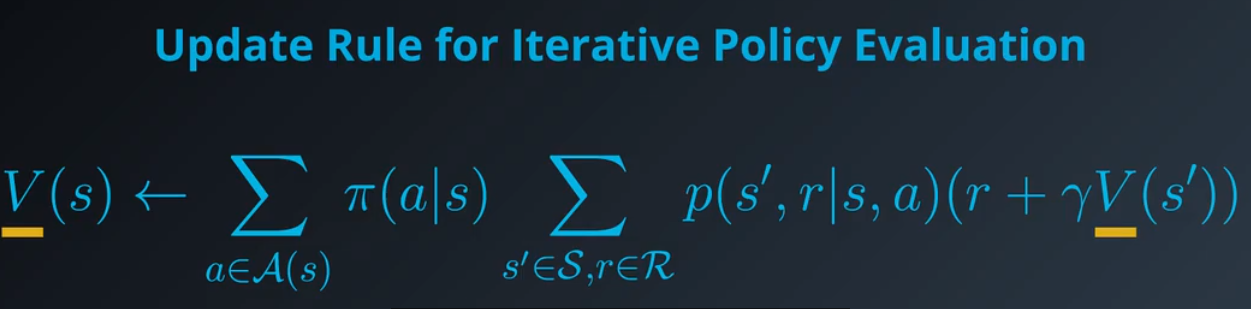 Update Rule for Iterative Policy Evaluation
V(s) ← ∑ π(a|s) ∑ p(s′, r|s, a)(r + γV(s′))
a∈𝒜(s) s′∈𝒮,r∈ℛ